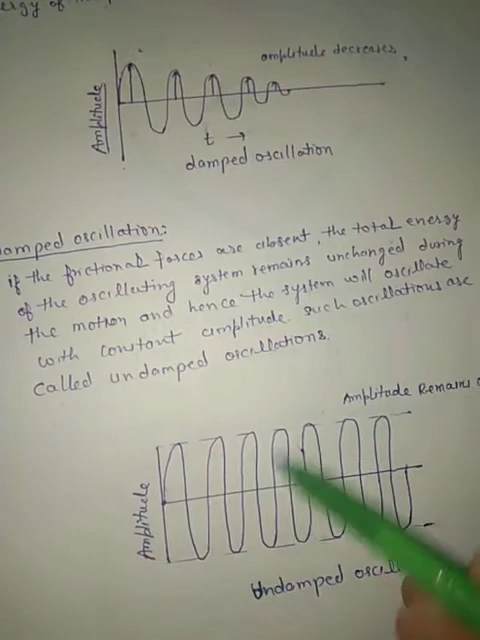 ergy of
amplitude decreases,
Amplitude
t →
damped oscillation
amped oscillation:
if the frictional forces are absent, the total energy
of the oscillating system remains unchanged during
the motion and hence the system will oscillate
with constant amplitude. such oscillations are
called undamped oscillations.
Amplitude Remains
Amplitude
Undamped oscill